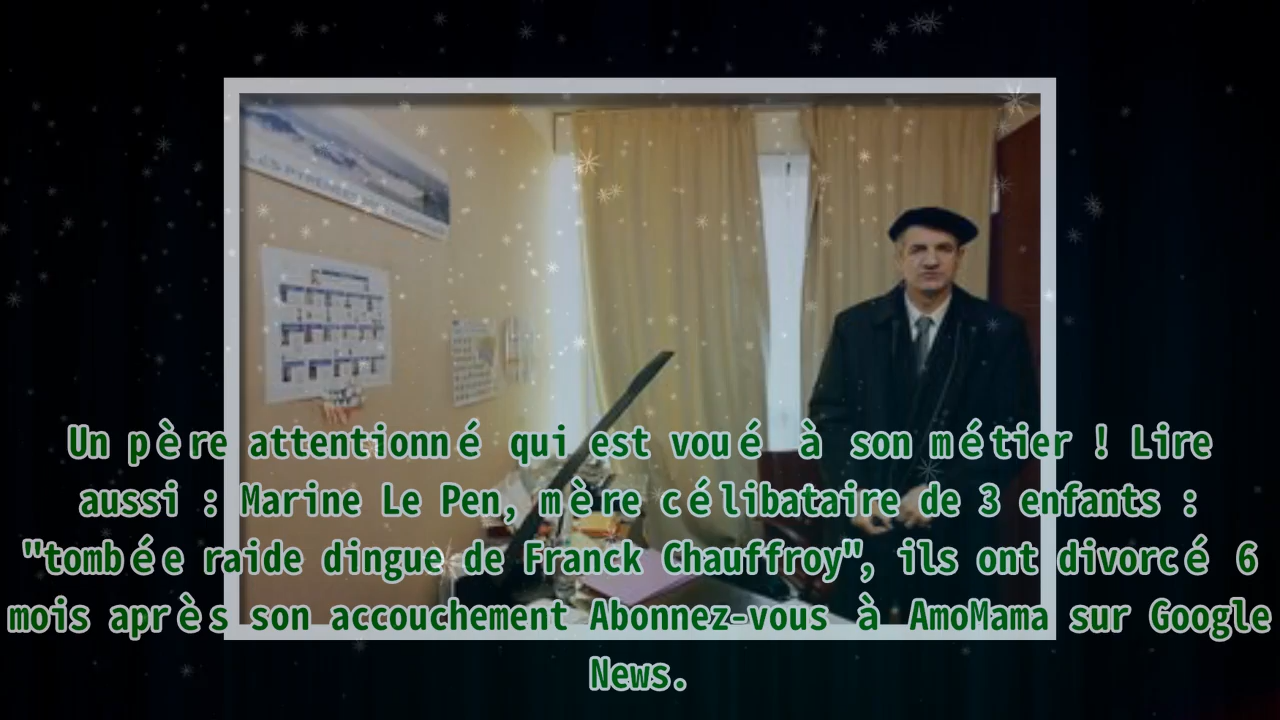 Un père attentionné qui est voué à son métier ! Lire
aussi : Marine Le Pen, mère célibataire de 3 enfants :
"tombée raide dingue de Franck Chauffroy", ils ont divorcé 6
mois après son accouchement Abonnez-vous à AmoMama sur Google
News.